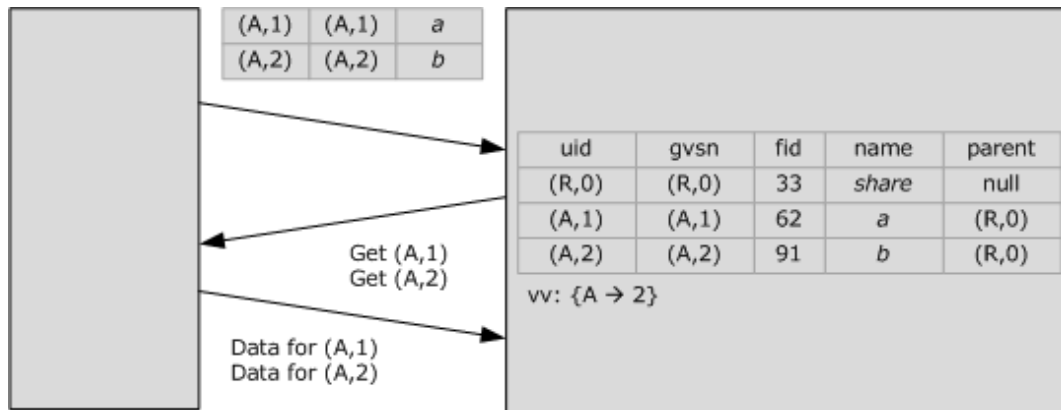 (A,1) (A,1) a
(A,2) (A,2) b
uid gvsn fid name parent
(R,0) (R,0) 33 share null
(A,1) (A,1) 62 a (R,0)
(A,2) (A,2) 91 b (R,0)
vv: {A → 2}
Get (A,1)
Get (A,2)
Data for (A,1)
Data for (A,2)